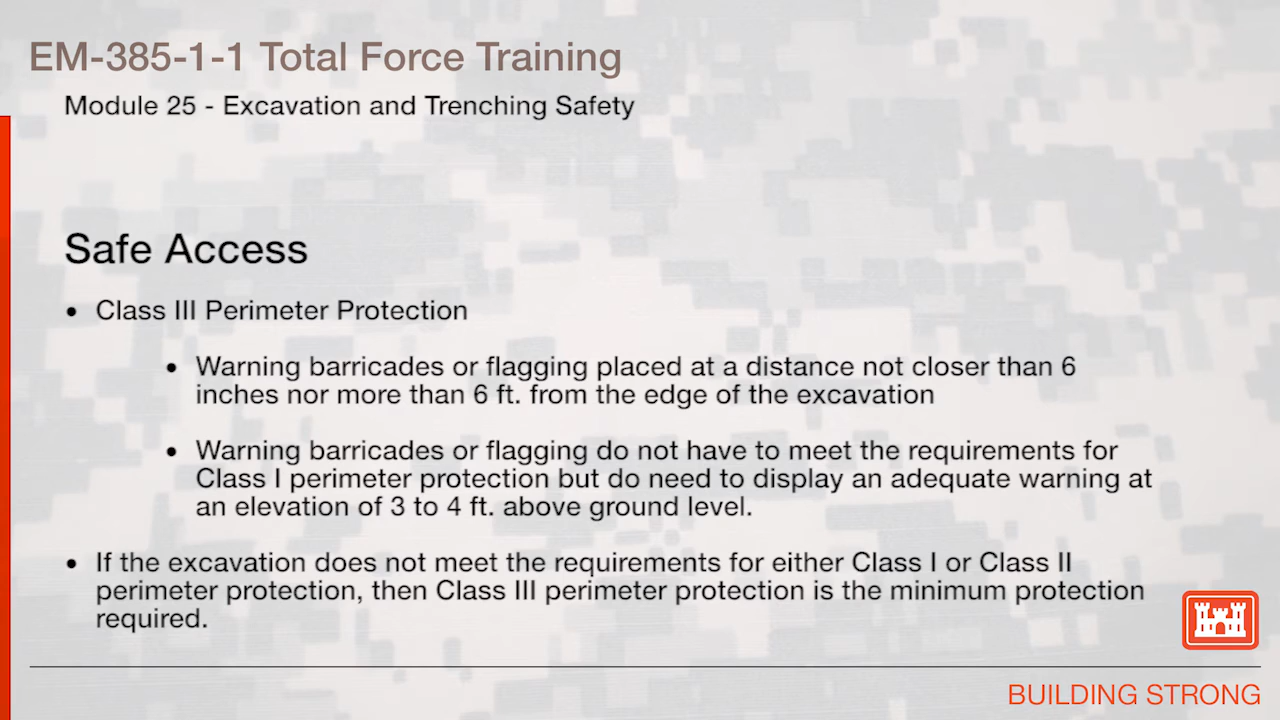 EM-385-1-1 Total Force Training
Module 25 - Excavation and Trenching Safety
Safe Access
• Class III Perimeter Protection
• Warning barricades or flagging placed at a distance not closer than 6
inches nor more than 6 ft. from the edge of the excavation
• Warning barricades or flagging do not have to meet the requirements for
Class I perimeter protection but do need to display an adequate warning at
an elevation of 3 to 4 ft. above ground level.
• If the excavation does not meet the requirements for either Class I or Class II
perimeter protection, then Class III perimeter protection is the minimum protection
required.
BUILDING STRONG